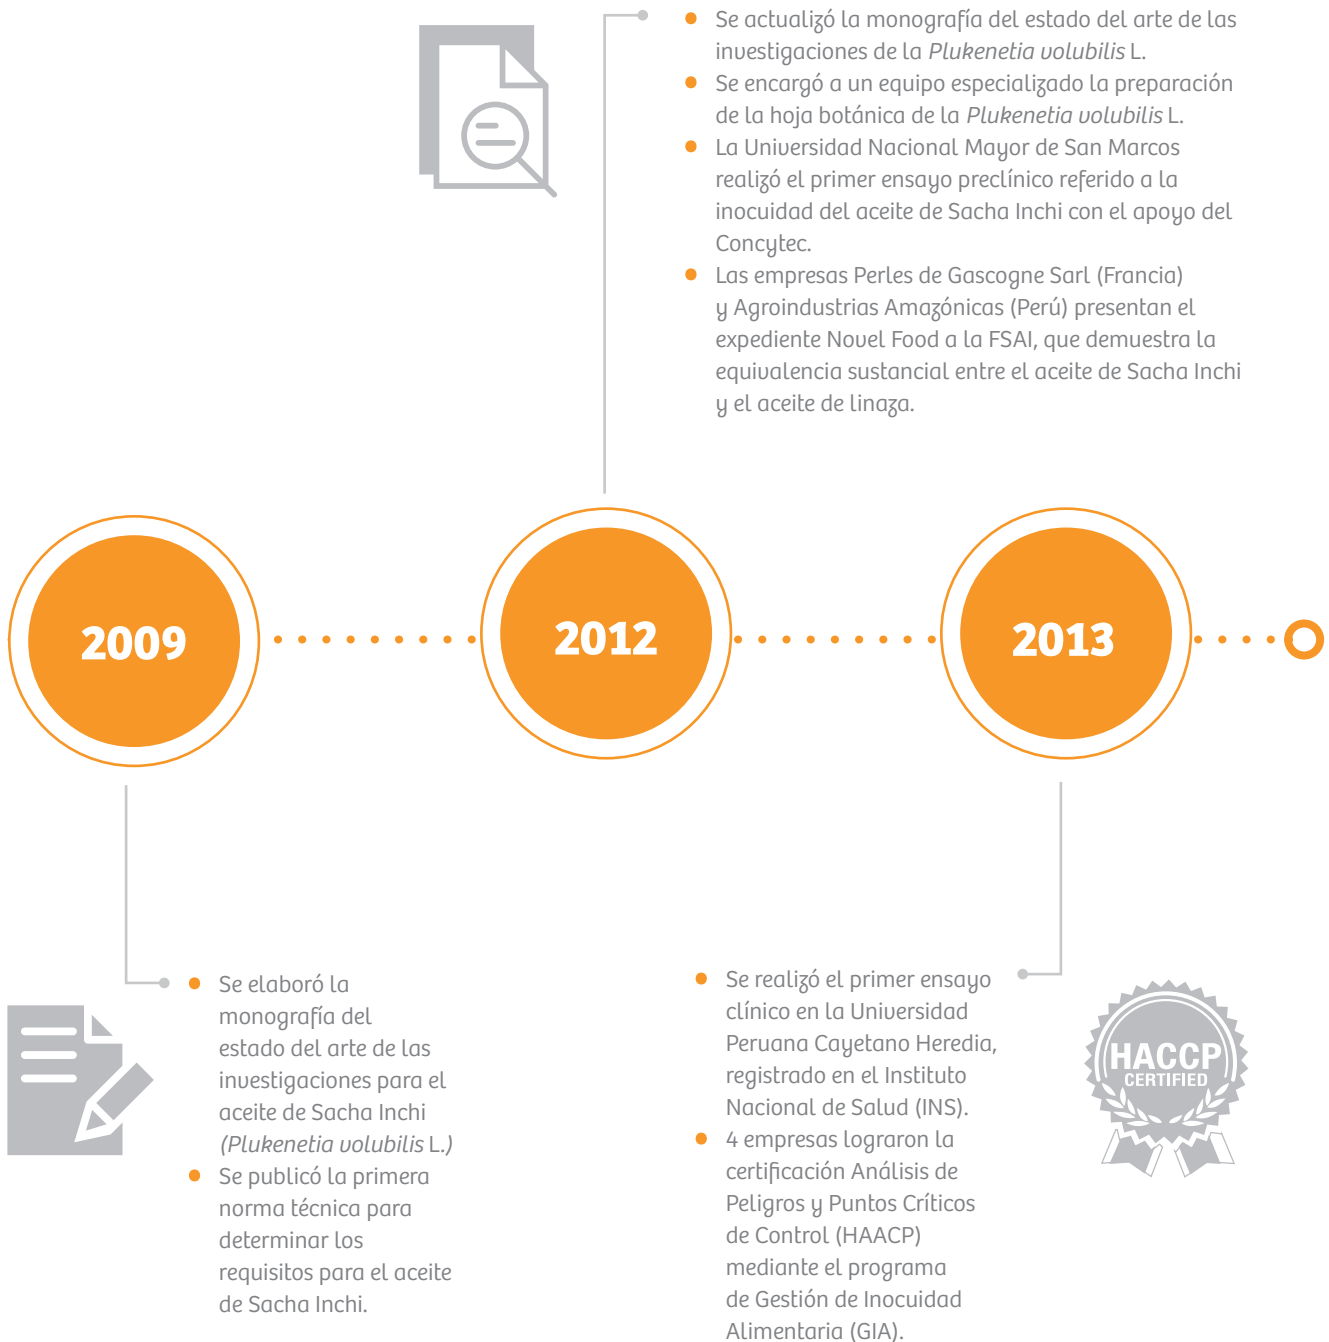 Se actualizó la monografía del estado del arte de las
investigaciones de la Plukenetia volubilis L.
Se encargó a un equipo especializado la preparación
de la hoja botánica de la Plukenetia volubilis L.
La Universidad Nacional Mayor de San Marcos
realizó el primer ensayo preclínico referido a la
inocuidad del aceite de Sacha Inchi con el apoyo del
Concytec.
Las empresas Perles de Gascogne Sarl (Francia)
y Agroindustrias Amazónicas (Perú) presentan el
expediente Novel Food a la FSAI, que demuestra la
equivalencia sustancial entre el aceite de Sacha Inchi
y el aceite de linaza.
2009
2012
2013
Se elaboró la
monografía del
estado del arte de las
investigaciones para el
aceite de Sacha Inchi
(Plukenetia volubilis L.)
Se publicó la primera
norma técnica para
determinar los
requisitos para el aceite
de Sacha Inchi.
Se realizó el primer ensayo
clínico en la Universidad
Peruana Cayetano Heredia,
registrado en el Instituto
Nacional de Salud (INS).
4 empresas lograron la
certificación Análisis de
Peligros y Puntos Críticos
de Control (HAACP)
mediante el programa
de Gestión de Inocuidad
Alimentaria (GIA).
HACCP
CERTIFIED